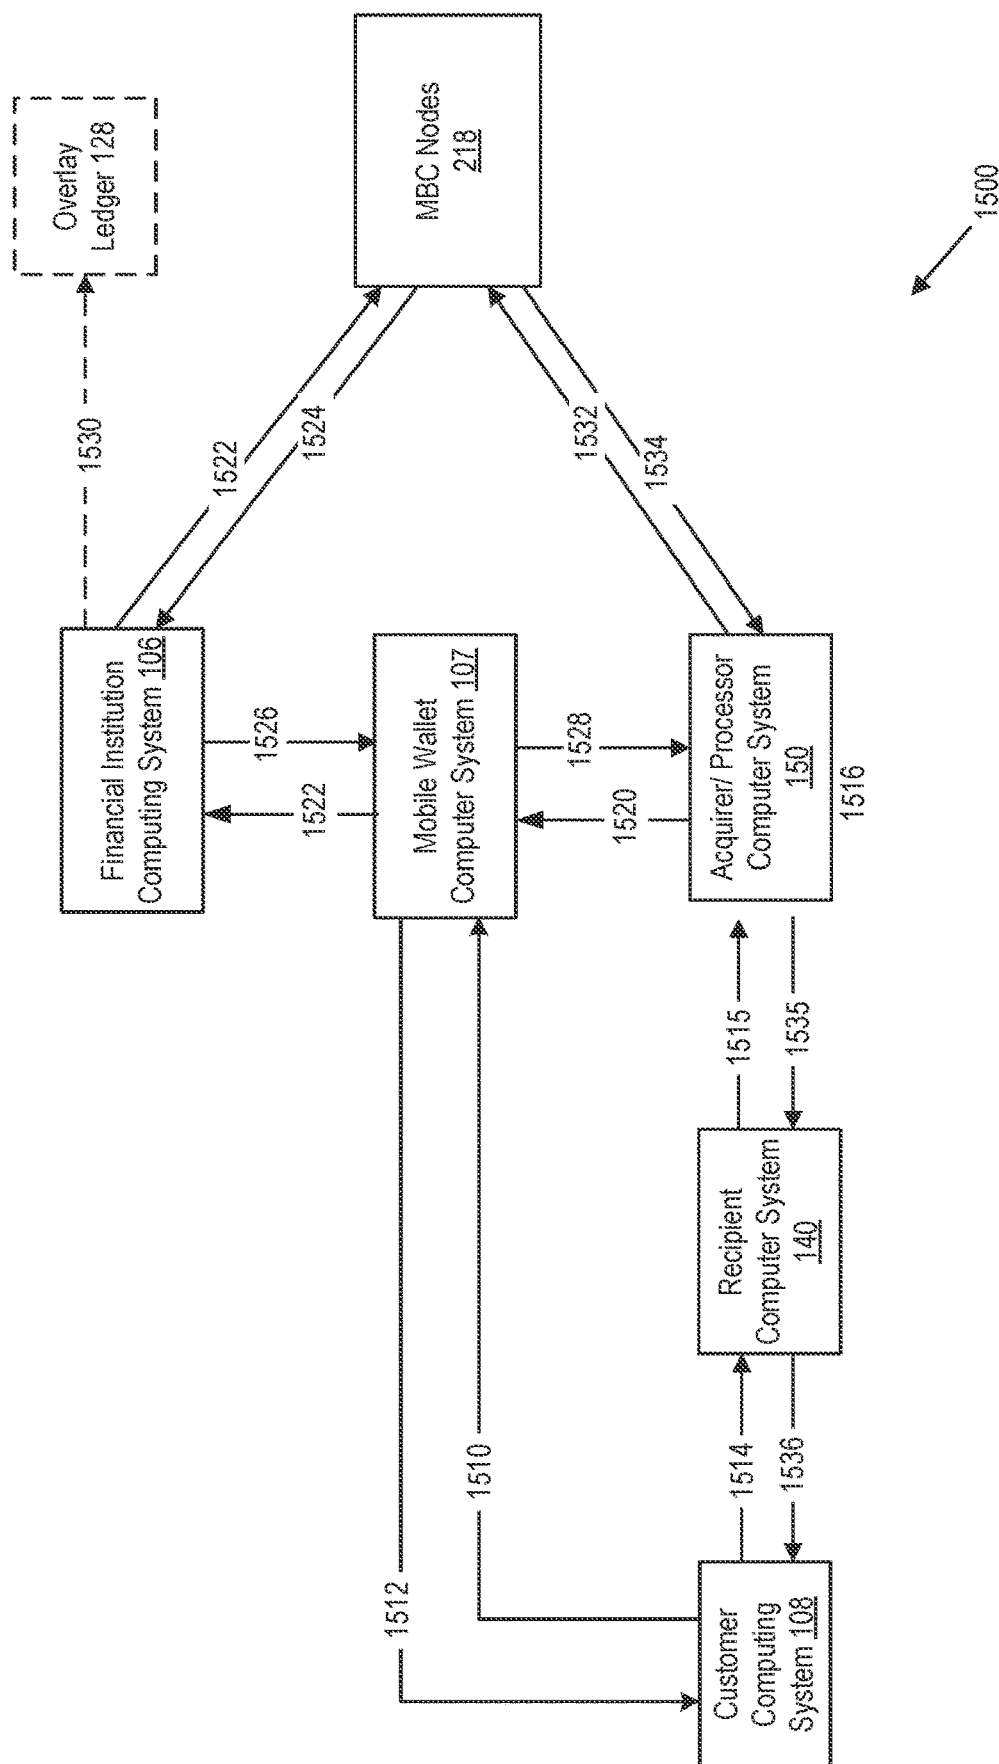 Overlay
Ledger 128
1530
Financial Institution
Computing System 106
1522
1524
MBC Nodes
218
1526
1522
Mobile Wallet
Computer System 107
1528
1520
1532
1534
Acquirer/ Processor
Computer System
150
1516
1512
1510
1515
1535
Recipient
Computer System
140
1514
1536
Customer
Computing
System 108
1500